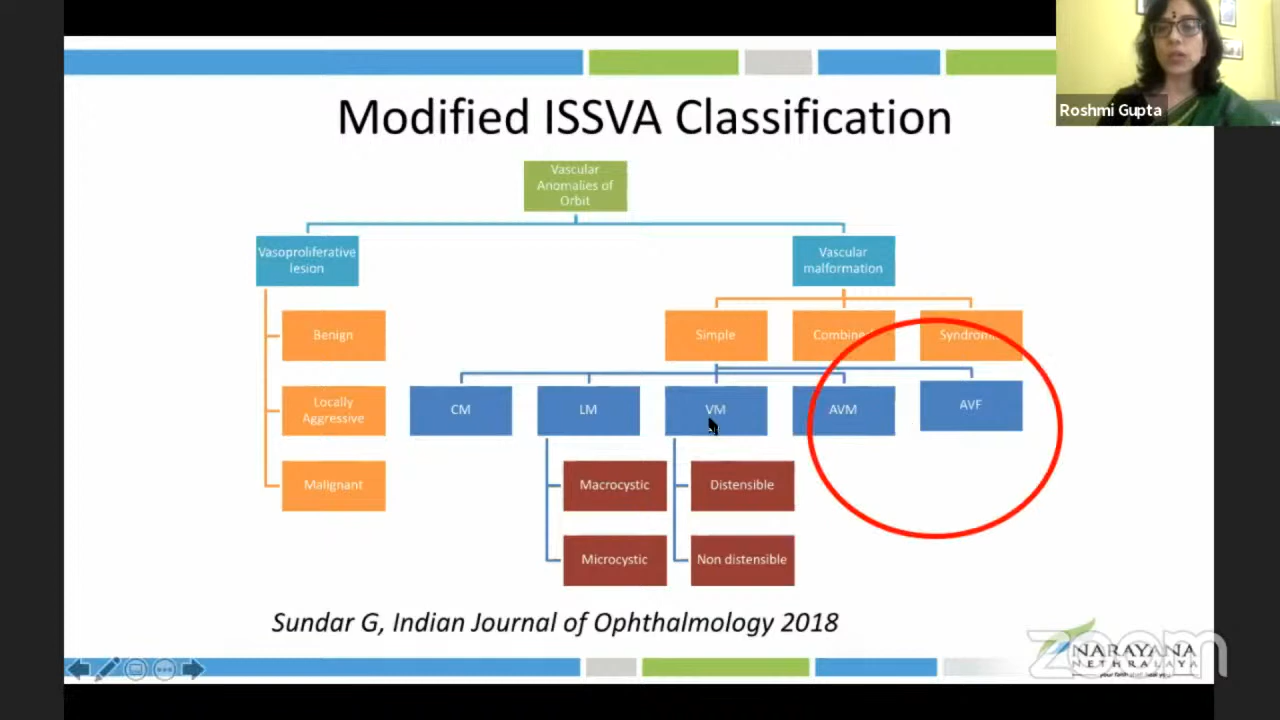 Roshmi Gupta
Modified ISSVA Classification
Vascular
Anomalies of
Orbit
Vasoproliferative
lesion
Vascular
malformation
Benign
Simple
Locally
Aggressive
CM
LM
VM
AVM
AVF
Malignant
Macrocystic
Distensible
Microcystic
Non distensible
Sundar G, Indian Journal of Ophthalmology 2018
zoom
NARAYANA
NETHRALAYA